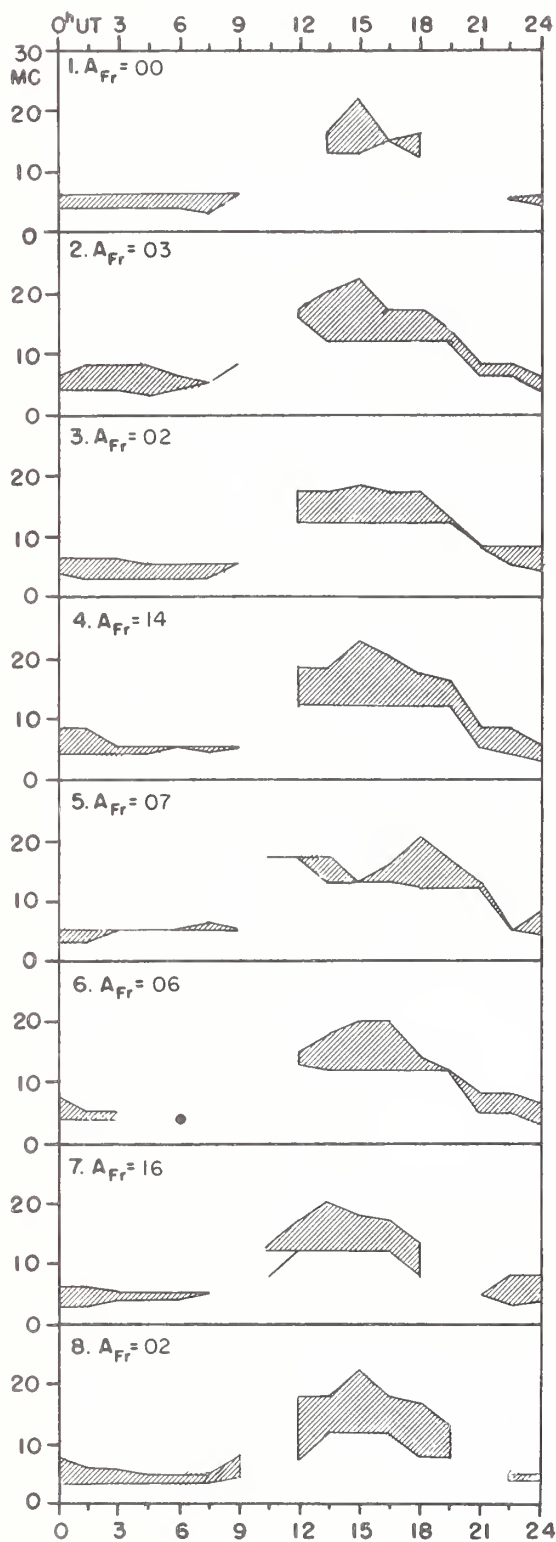 0ʰ UT 3 6 9 12 15 18 21 24
30
MC
1. A_Fr = 00
20
10
0
2. A_Fr = 03
20
10
0
3. A_Fr = 02
20
10
0
4. A_Fr = 14
20
10
0
5. A_Fr = 07
20
10
0
6. A_Fr = 06
20
10
0
7. A_Fr = 16
20
10
0
8. A_Fr = 02
20
10
0
0 3 6 9 12 15 18 21 24